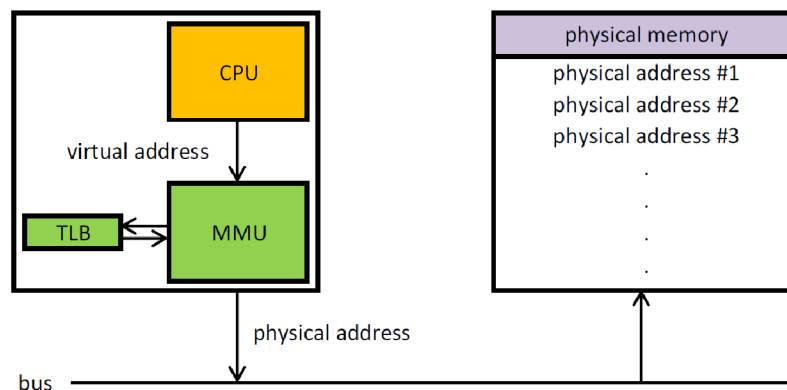 CPU
virtual address
TLB
MMU
physical address
bus
physical memory
physical address #1
physical address #2
physical address #3
.
.
.
.